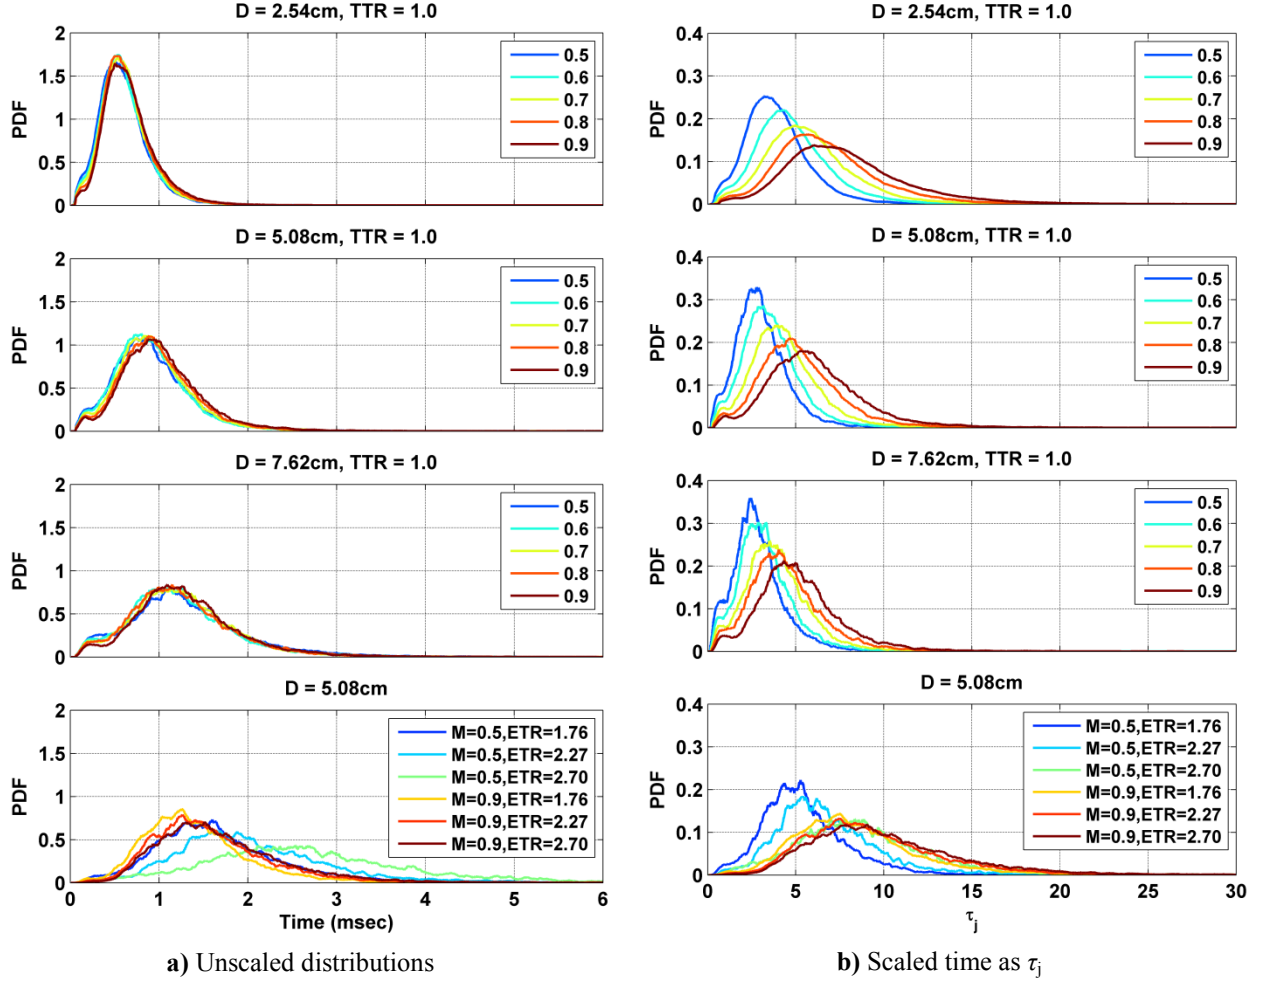 D = 2.54cm, TTR = 1.0
PDF
2
1.5
1
0.5
0
0.5
0.6
0.7
0.8
0.9
D = 5.08cm, TTR = 1.0
PDF
2
1.5
1
0.5
0
0.5
0.6
0.7
0.8
0.9
D = 7.62cm, TTR = 1.0
PDF
2
1.5
1
0.5
0
0.5
0.6
0.7
0.8
0.9
D = 5.08cm
PDF
2
1.5
1
0.5
0
M=0.5,ETR=1.76
M=0.5,ETR=2.27
M=0.5,ETR=2.70
M=0.9,ETR=1.76
M=0.9,ETR=2.27
M=0.9,ETR=2.70
0 1 2 3 4 5 6
Time (msec)
a) Unscaled distributions
D = 2.54cm, TTR = 1.0
PDF
0.4
0.3
0.2
0.1
0
0.5
0.6
0.7
0.8
0.9
D = 5.08cm, TTR = 1.0
PDF
0.4
0.3
0.2
0.1
0
0.5
0.6
0.7
0.8
0.9
D = 7.62cm, TTR = 1.0
PDF
0.4
0.3
0.2
0.1
0
0.5
0.6
0.7
0.8
0.9
D = 5.08cm
PDF
0.4
0.3
0.2
0.1
0
M=0.5,ETR=1.76
M=0.5,ETR=2.27
M=0.5,ETR=2.70
M=0.9,ETR=1.76
M=0.9,ETR=2.27
M=0.9,ETR=2.70
0 5 10 15 20 25 30
τj
b) Scaled time as τj